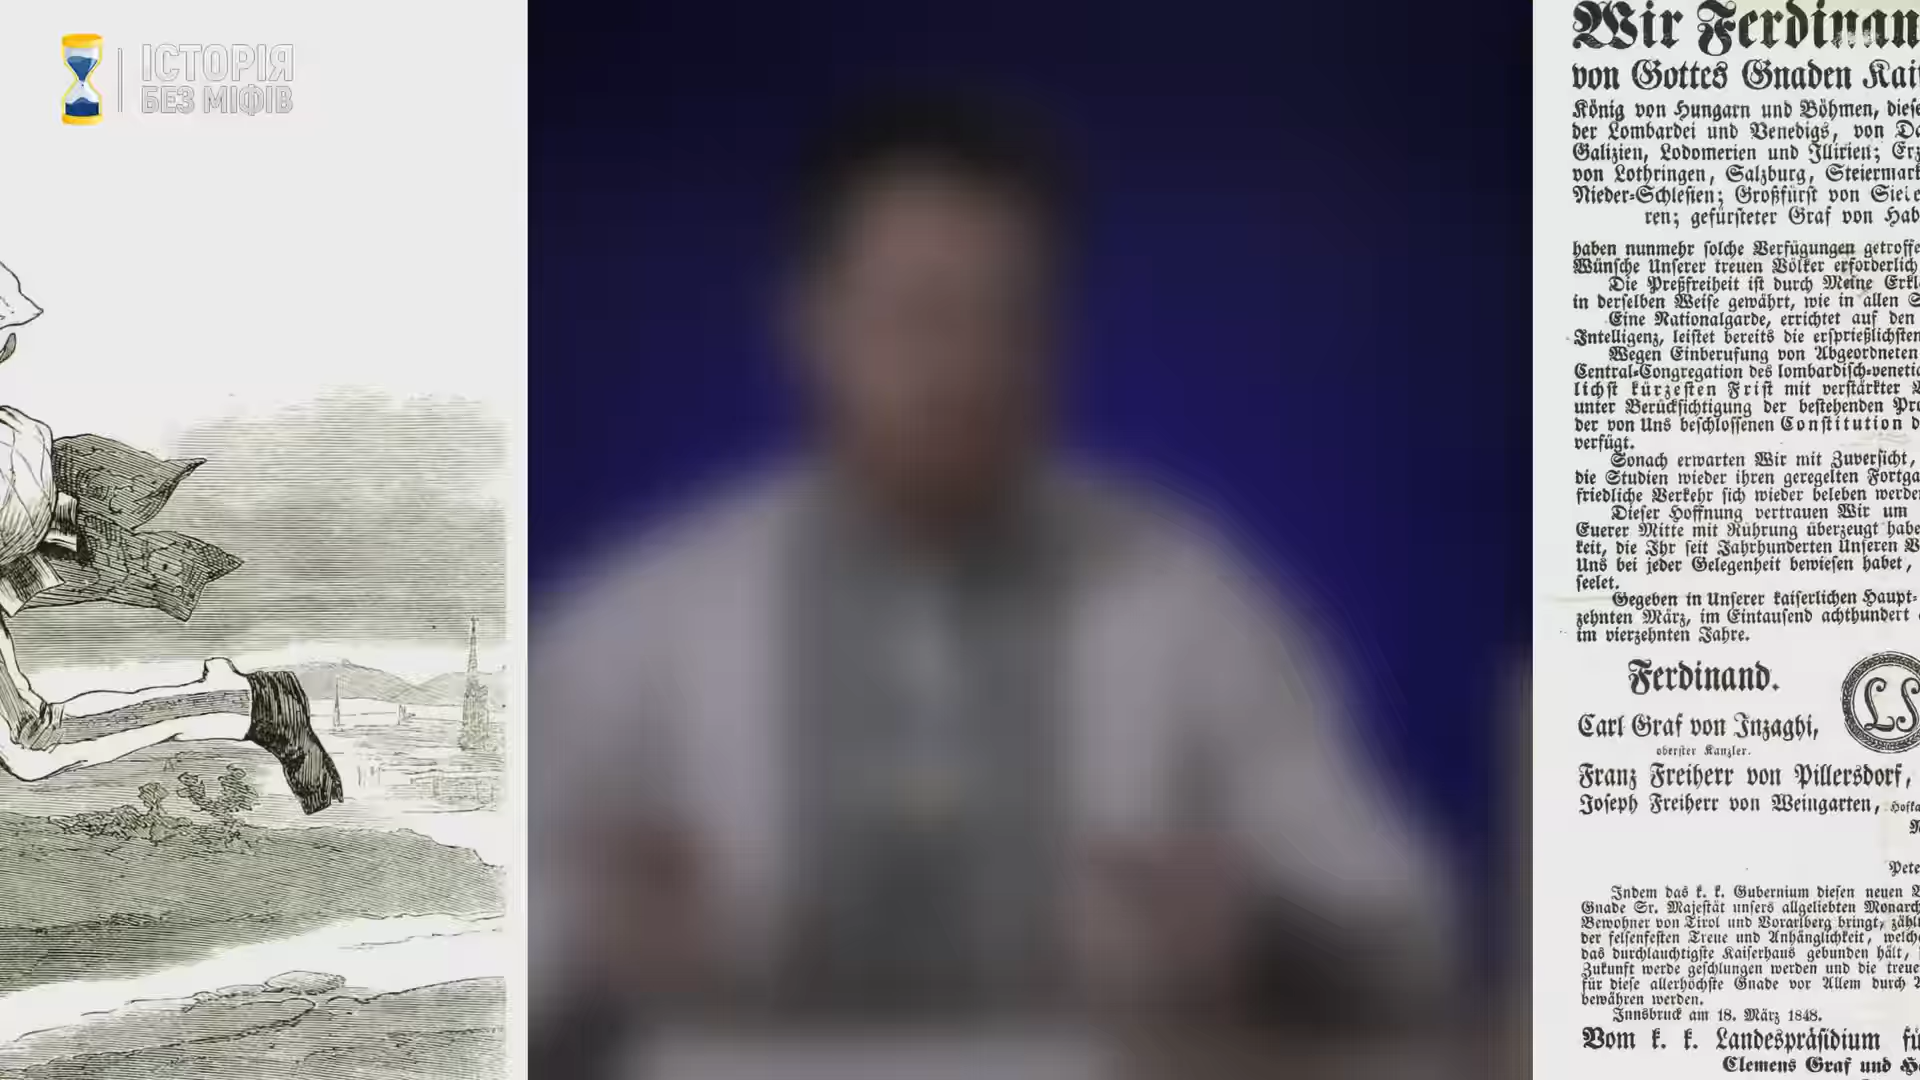 ІСТОРІЯ
БЕЗ МІФІВ
Wir Ferdinan
von Gottes Gnaden Kai
König von Hungarn und Böhmen, diese
der Lombardei und Venedigs, von Da
Galizien, Lodomerien und Illirien; Erz
von Lothringen, Salzburg, Steiermark
Nieder-Schlesien; Großfürst von Sie
ren; gefürsteter Graf von Hab
haben nunmehr solche Verfügungen getroffe
Wünsche Unserer treuen Völker erforderlich
Die Preßfreiheit ist durch Meine Erkl
in derselben Weise gewährt, wie in allen S
Eine Nationalgarde, errichtet auf den
Intelligenz, leistet bereits die ersprießlichsten
Wegen Einberufung von Abgeordneten
Central-Congregation des lombardisch-veneti
lichst kürzesten Frist mit verstärkter
unter Berücksichtigung der bestehenden Pro
der von Uns beschlossenen Constitution d
verfügt.
Sonach erwarten Wir mit Zuversicht,
die Studien wieder ihren geregelten Fortga
friedliche Verkehr sich wieder beleben werde
Dieser Hoffnung vertrauen Wir um
Euerer Mitte mit Rührung überzeugt habe
keit, die Ihr seit Jahrhunderten Unseren
Uns bei jeder Gelegenheit bewiesen habet,
seelet.
Gegeben in Unserer kaiserlichen Haupt-
zehnten März, im Eintausend achthundert
im vierzehnten Jahre.
Ferdinand.
LS
Carl Graf von Inzaghi,
oberster Kanzler.
Franz Freiherr von Pillersdorf,
Joseph Freiherr von Weingarten, Hofka
Pete
Indem das k. k. Gubernium diesen neuen
Gnade Sr. Majestät unsers allgeliebten Monarch
Bewohner von Tirol und Vorarlberg bringt, zähl
der felsenfesten Treue und Anhänglichkeit, welch
das durchlauchtigste Kaiserhaus gebunden hält,
Zukunft werde geschlungen werden und die treue
für diese allerhöchste Gnade vor Allem durch
bewähren werden.
Innsbruck am 18. März 1848.
Vom k. k. Landespräsidium fü
Clemens Graf und H